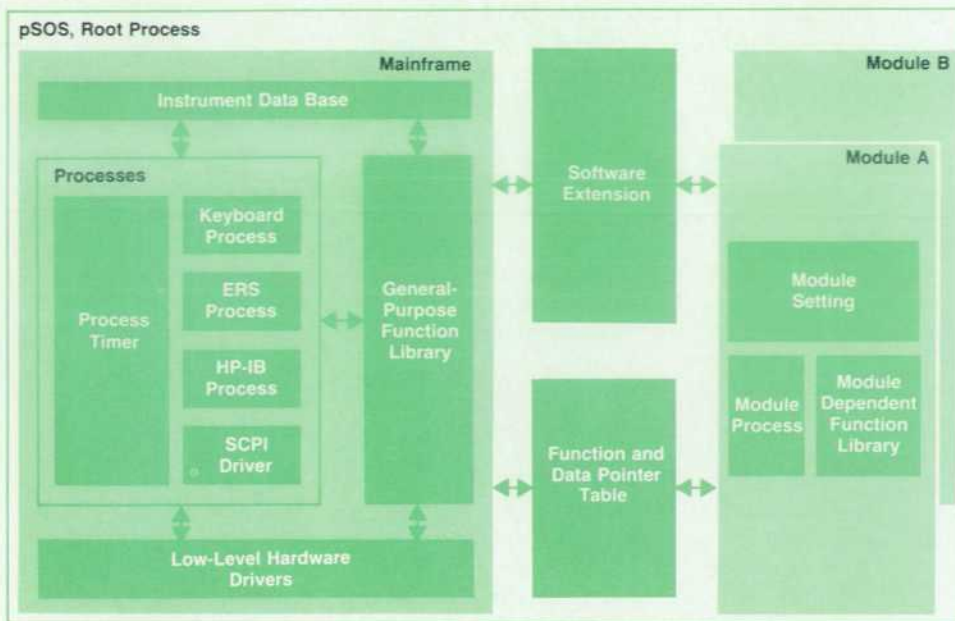 pSOS, Root Process
Mainframe
Instrument Data Base
Processes
Process
Timer
Keyboard
Process
ERS
Process
HP-IB
Process
SCPI
Driver
General-
Purpose
Function
Library
Low-Level Hardware
Drivers
Software
Extension
Function and
Data Pointer
Table
Module B
Module A
Module
Setting
Module
Process
Module
Dependent
Function
Library